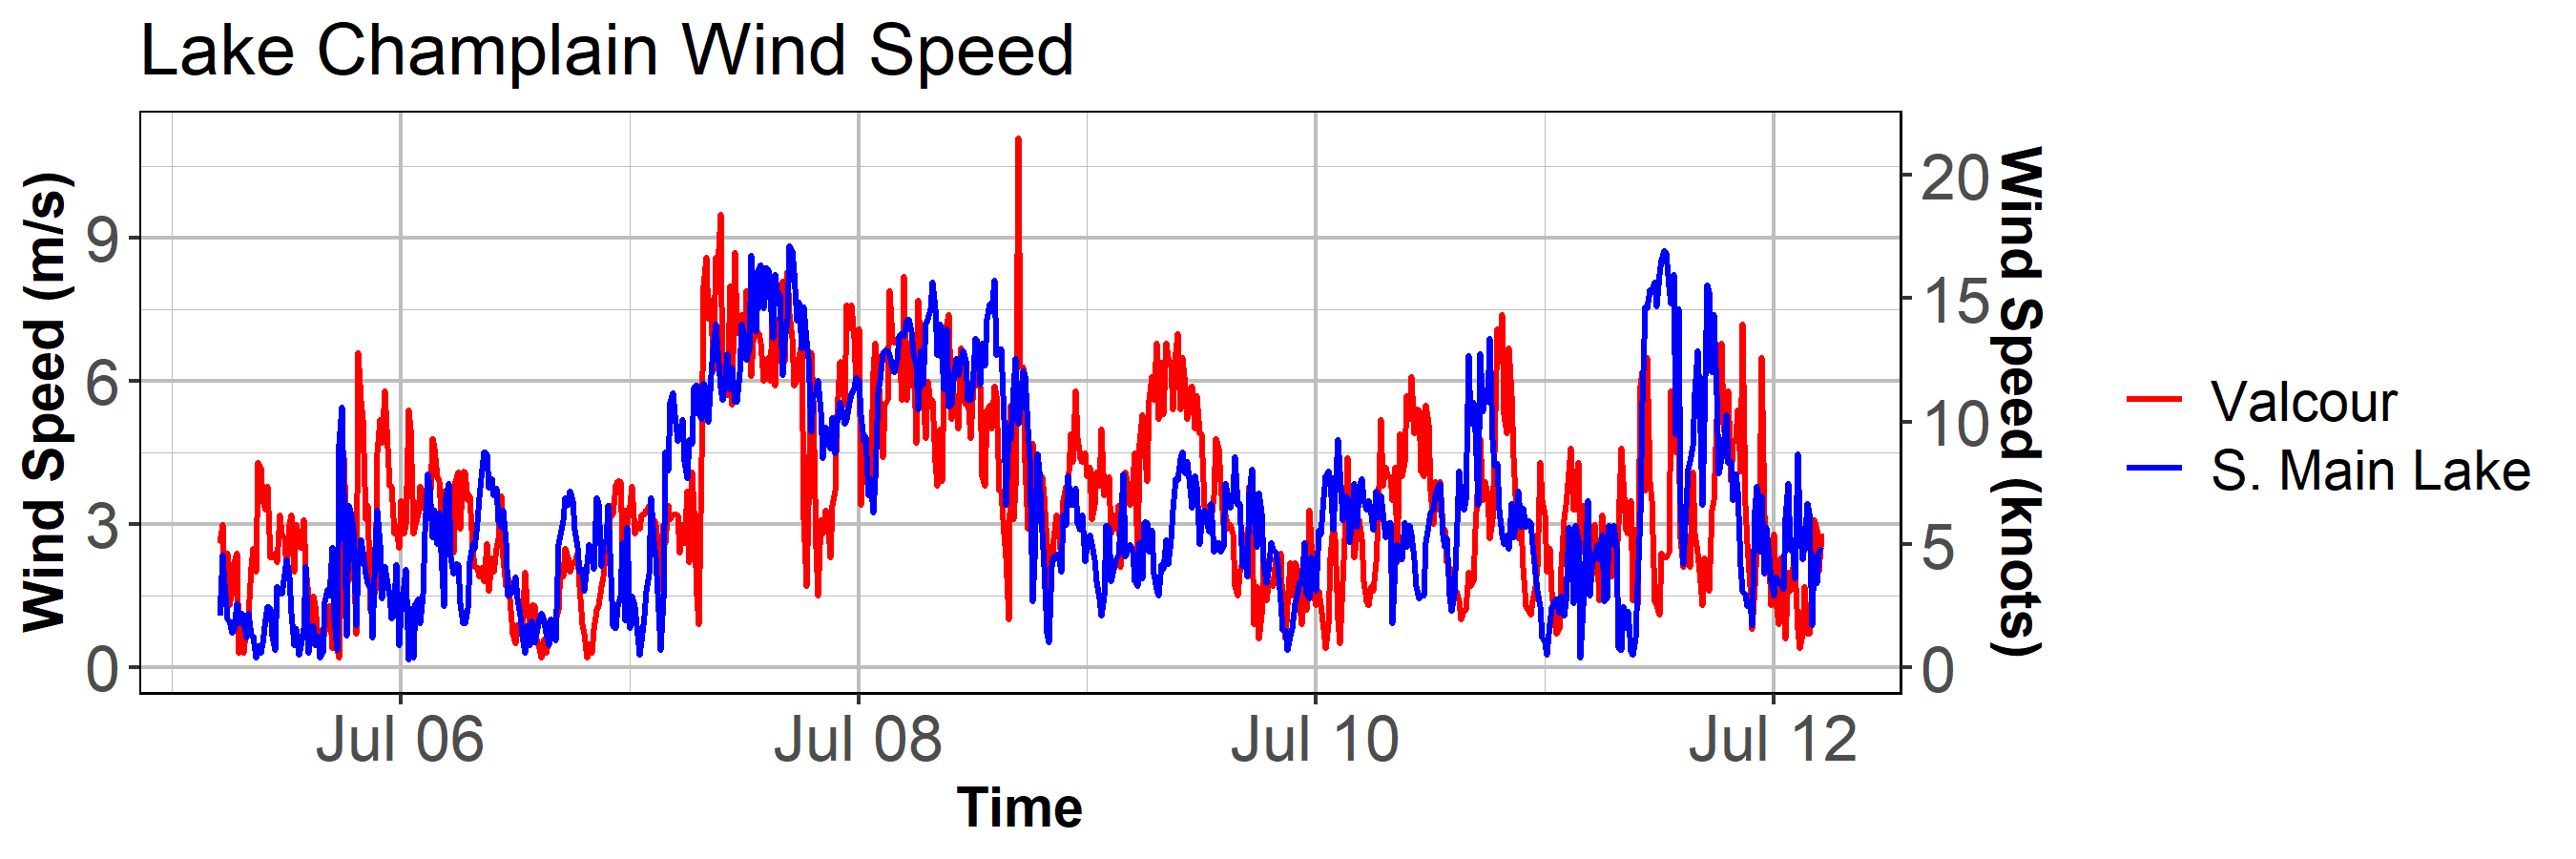 Lake Champlain Wind Speed
Wind Speed (m/s)
9
6
3
0
20
15
10
5
0
Wind Speed (knots)
Jul 06
Jul 08
Jul 10
Jul 12
Time
Valcour
S. Main Lake